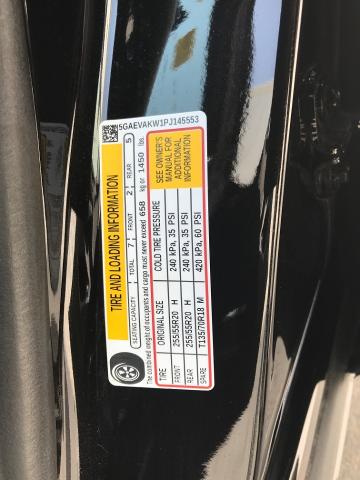 5GAEVAKW1PJ145553
TIRE AND LOADING INFORMATION
SEATING CAPACITY TOTAL 7 FRONT 2 REAR 5
The combined weight of occupants and cargo must never exceed 658 kg or 1450 lbs.
TIRE ORIGINAL SIZE COLD TIRE PRESSURE
FRONT 255/55R20 H 240 kPa, 35 PSI
REAR 255/55R20 H 240 kPa, 35 PSI
SPARE T135/70R18 M 420 kPa, 60 PSI
SEE OWNER'S
MANUAL FOR
ADDITIONAL
INFORMATION